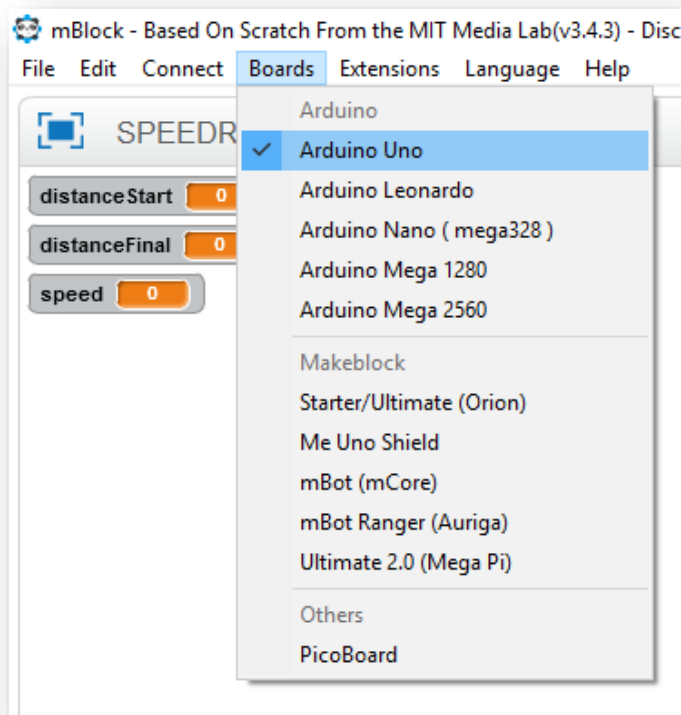 mBlock - Based On Scratch From the MIT Media Lab(v3.4.3) - Disc
File Edit Connect Boards Extensions Language Help
SPEEDR
Arduino
Arduino Uno
Arduino Leonardo
Arduino Nano ( mega328 )
Arduino Mega 1280
Arduino Mega 2560
Makeblock
Starter/Ultimate (Orion)
Me Uno Shield
mBot (mCore)
mBot Ranger (Auriga)
Ultimate 2.0 (Mega Pi)
Others
PicoBoard
distanceStart 0
distanceFinal 0
speed 0